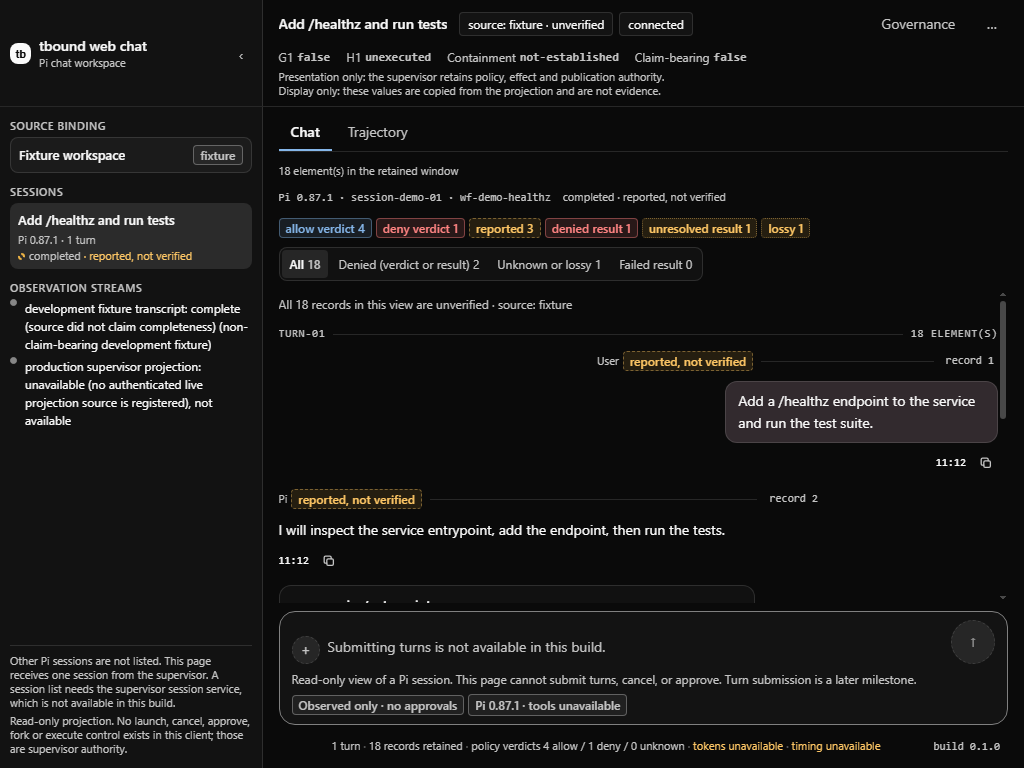 tb
tbound web chat
Pi chat workspace
‹
SOURCE BINDING
Fixture workspace
fixture
SESSIONS
Add /healthz and run tests
Pi 0.87.1 · 1 turn
completed · reported, not verified
OBSERVATION STREAMS
development fixture transcript: complete
(source did not claim completeness) (non-
claim-bearing development fixture)
production supervisor projection:
unavailable (no authenticated live
projection source is registered), not
available
Other Pi sessions are not listed. This page
receives one session from the supervisor. A
session list needs the supervisor session service,
which is not available in this build.
Read-only projection. No launch, cancel, approve,
fork or execute control exists in this client; those
are supervisor authority.
Add /healthz and run tests
source: fixture · unverified
connected
Governance
...
G1 false H1 unexecuted Containment not-established Claim-bearing false
Presentation only: the supervisor retains policy, effect and publication authority.
Display only: these values are copied from the projection and are not evidence.
Chat
Trajectory
18 element(s) in the retained window
Pi 0.87.1 · session-demo-01 · wf-demo-healthz completed · reported, not verified
allow verdict 4
deny verdict 1
reported 3
denied result 1
unresolved result 1
lossy 1
All 18
Denied (verdict or result) 2
Unknown or lossy 1
Failed result 0
All 18 records in this view are unverified · source: fixture
TURN-01
18 ELEMENT(S)
User reported, not verified
record 1
Add a /healthz endpoint to the service
and run the test suite.
11:12
Pi reported, not verified
record 2
I will inspect the service entrypoint, add the endpoint, then run the tests.
11:12
+
Submitting turns is not available in this build.
↑
Read-only view of a Pi session. This page cannot submit turns, cancel, or approve. Turn submission is a later milestone.
Observed only · no approvals
Pi 0.87.1 · tools unavailable
1 turn · 18 records retained · policy verdicts 4 allow / 1 deny / 0 unknown · tokens unavailable · timing unavailable
build 0.1.0